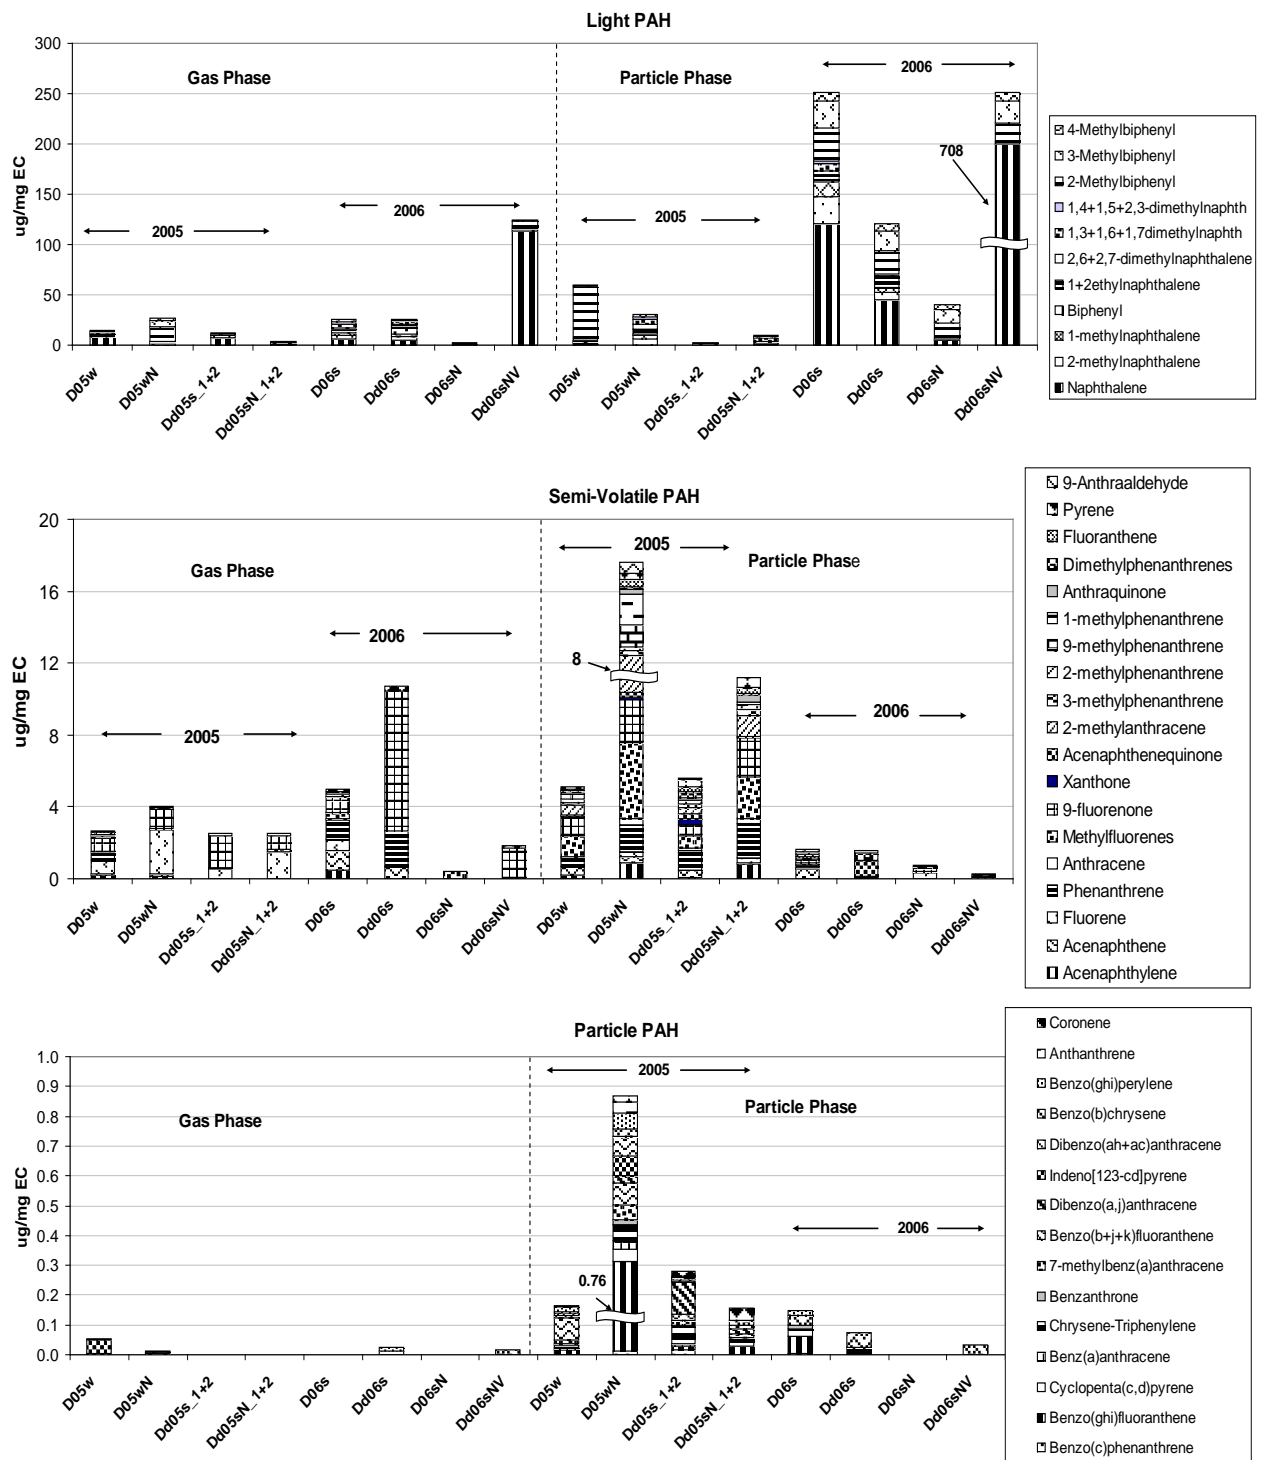 Light PAH
300
250
200
150
100
50
0
ug/mg EC
Gas Phase
Particle Phase
2005
2006
2005
2006
708
D05w
D05wN
Dd05s_1+2
Dd05sN_1+2
D06s
Dd06s
D06sN
Dd06sNV
D05w
D05wN
Dd05s_1+2
Dd05sN_1+2
D06s
Dd06s
D06sN
Dd06sNV
4-Methylbiphenyl
3-Methylbiphenyl
2-Methylbiphenyl
1,4+1,5+2,3-dimethylnaphth
1,3+1,6+1,7dimethylnaphth
2,6+2,7-dimethylnaphthalene
1+2ethylnaphthalene
Biphenyl
1-methylnaphthalene
2-methylnaphthalene
Naphthalene
Semi-Volatile PAH
20
16
12
8
4
0
ug/mg EC
Gas Phase
Particle Phase
2005
2006
2005
2006
8
D05w
D05wN
Dd05s_1+2
Dd05sN_1+2
D06s
Dd06s
D06sN
Dd06sNV
D05w
D05wN
Dd05s_1+2
Dd05sN_1+2
D06s
Dd06s
D06sN
Dd06sNV
9-Anthraaldehyde
Pyrene
Fluoranthene
Dimethylphenanthrenes
Anthraquinone
1-methylphenanthrene
9-methylphenanthrene
2-methylphenanthrene
3-methylphenanthrene
2-methylanthracene
Acenaphthenequinone
Xanthone
9-fluorenone
Methylfluorenes
Anthracene
Phenanthrene
Fluorene
Acenaphthene
Acenaphthylene
Particle PAH
1.0
0.9
0.8
0.7
0.6
0.5
0.4
0.3
0.2
0.1
0.0
ug/mg EC
Gas Phase
Particle Phase
2005
2006
0.76
D05w
D05wN
Dd05s_1+2
Dd05sN_1+2
D06s
Dd06s
D06sN
Dd06sNV
D05w
D05wN
Dd05s_1+2
Dd05sN_1+2
D06s
Dd06s
D06sN
Dd06sNV
Coronene
Anthanthrene
Benzo(ghi)perylene
Benzo(b)chrysene
Dibenzo(ah+ac)anthracene
Indeno[123-cd]pyrene
Dibenzo(a,j)anthracene
Benzo(b+j+k)fluoranthene
7-methylbenz(a)anthracene
Benzanthrone
Chrysene-Triphenylene
Benz(a)anthracene
Cyclopenta(c,d)pyrene
Benzo(ghi)fluoranthene
Benzo(c)phenanthrene